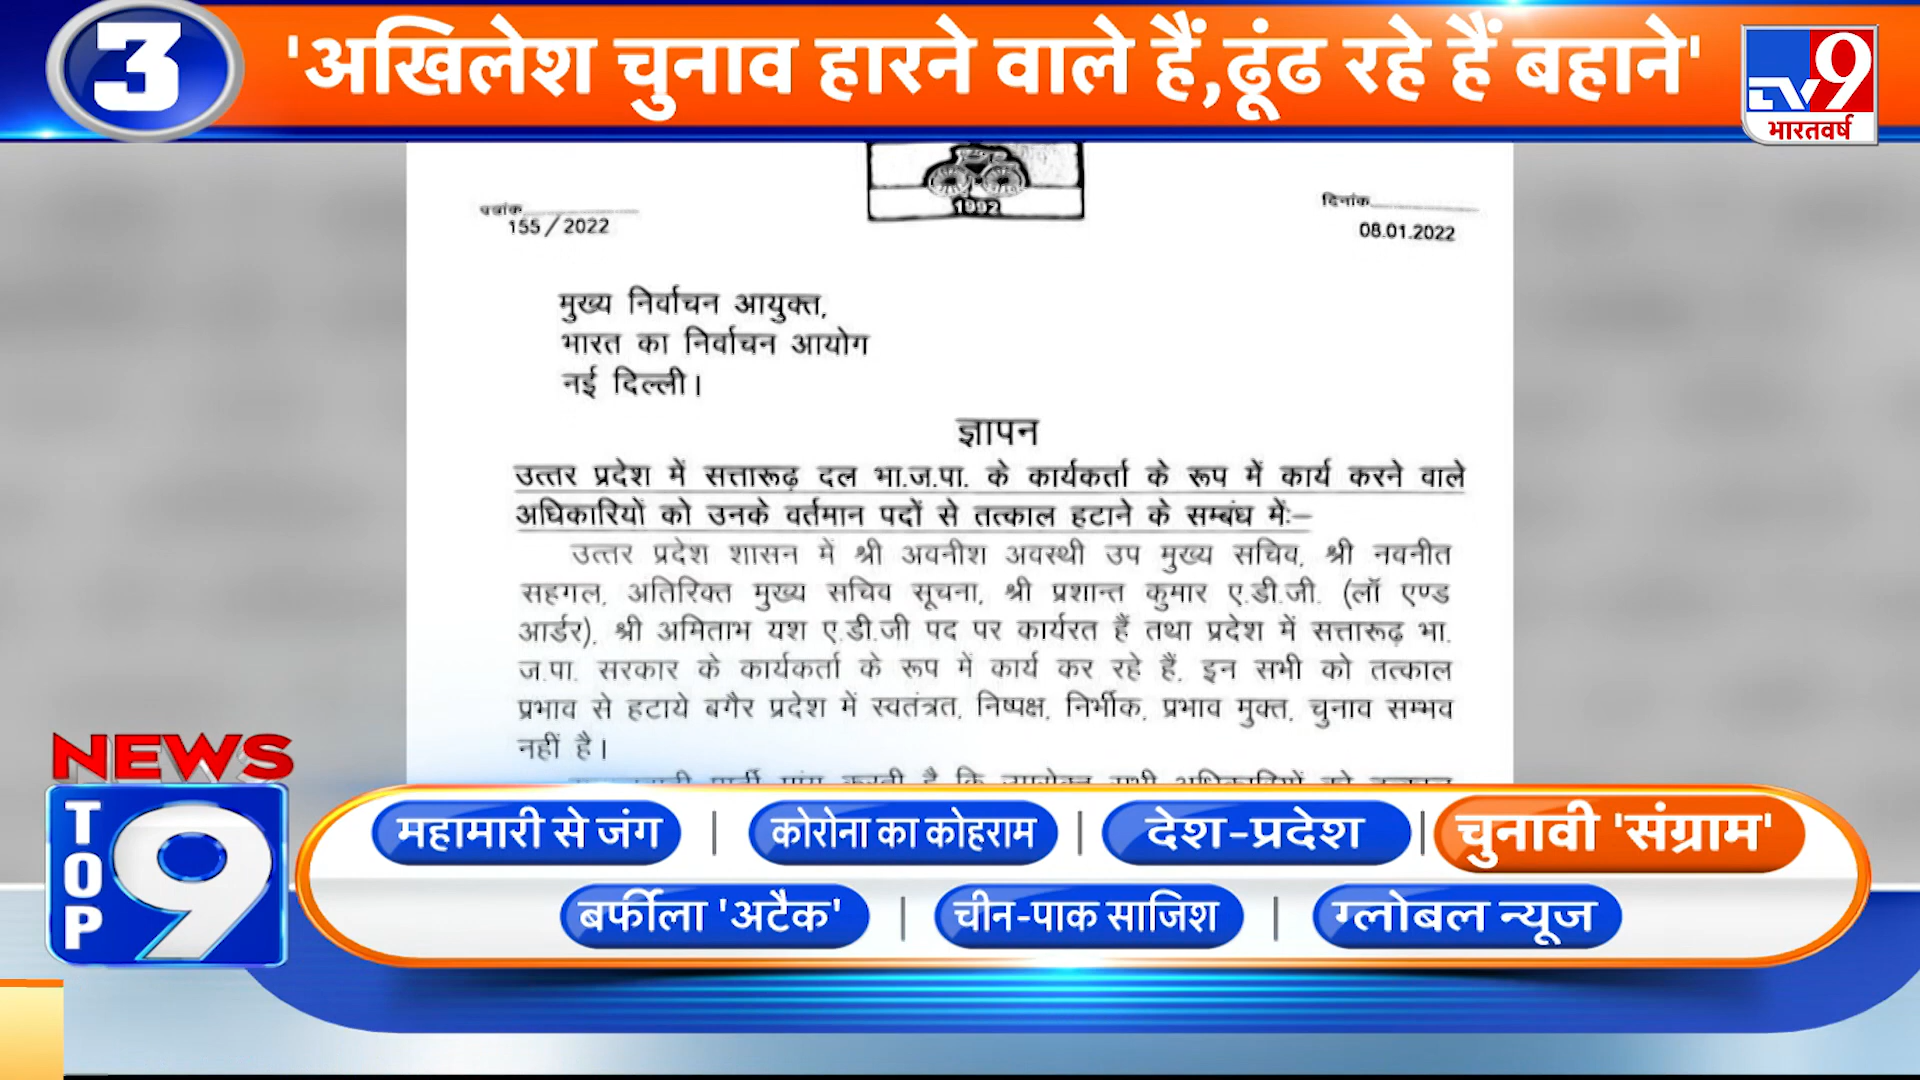 3
'अखिलेश चुनाव हारने वाले हैं,ढूंढ रहे हैं बहाने'
TV9
भारतवर्ष
1992
पत्रांक
155/2022
दिनांक
08.01.2022
मुख्य निर्वाचन आयुक्त,
भारत का निर्वाचन आयोग
नई दिल्ली।
ज्ञापन
उत्तर प्रदेश में सत्तारूढ़ दल भा.ज.पा. के कार्यकर्ता के रूप में कार्य करने वाले
अधिकारियों को उनके वर्तमान पदों से तत्काल हटाने के सम्बंध में:–
उत्तर प्रदेश शासन में श्री अवनीश अवस्थी उप मुख्य सचिव, श्री नवनीत
सहगल, अतिरिक्त मुख्य सचिव सूचना, श्री प्रशान्त कुमार ए.डी.जी. (लॉ एण्ड
आर्डर), श्री अमिताभ यश ए.डी.जी पद पर कार्यरत हैं तथा प्रदेश में सत्तारूढ़ भा.
ज.पा. सरकार के कार्यकर्ता के रूप में कार्य कर रहे हैं, इन सभी को तत्काल
प्रभाव से हटाये बगैर प्रदेश में स्वतंत्रत, निष्पक्ष, निर्भीक, प्रभाव मुक्त, चुनाव सम्भव
नहीं है।
NEWS
TOP 9
महामारी से जंग | कोरोना का कोहराम | देश-प्रदेश | चुनावी 'संग्राम'
बर्फीला 'अटैक' | चीन-पाक साजिश | ग्लोबल न्यूज